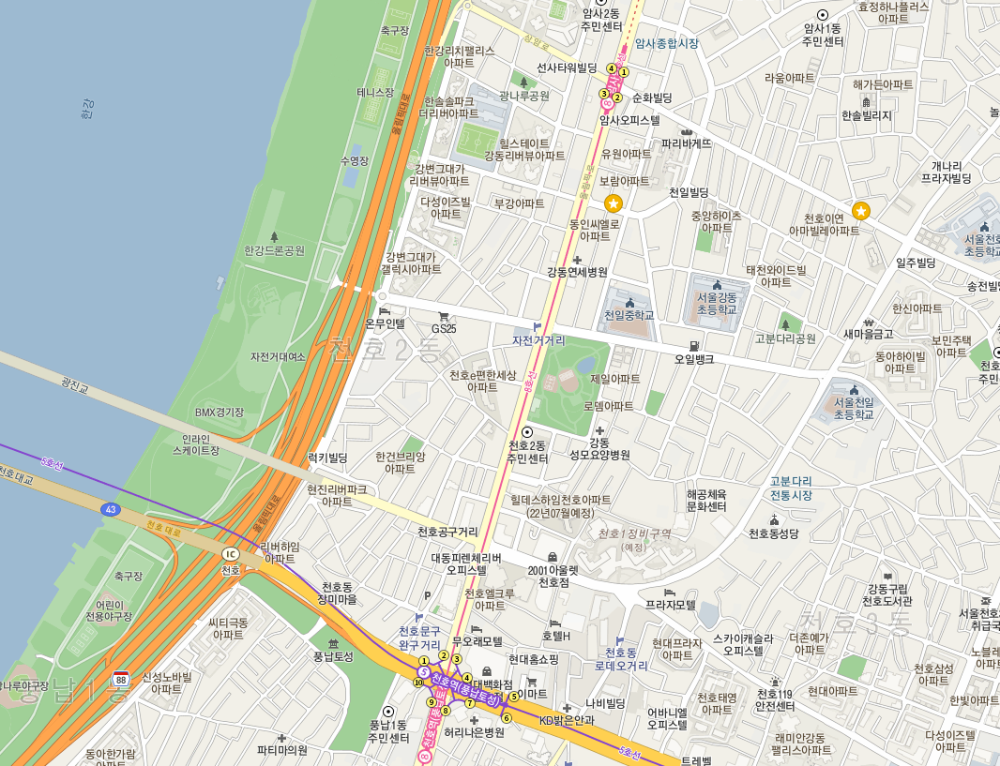 암사2동
주민센터
효정하나플러스
아파트
암사1동
주민센터
축구장
상암로
암사종합시장
한강리치팰리스
아파트
선사타워빌딩
라움아파트
테니스장
광나루공원
해가든아파트
순화빌딩
한강
한솔솔파크
더리버아파트
올림픽대로
암사오피스텔
한솔빌리지
힐스테이트
강동리버뷰아파트
파리바게뜨
유원아파트
수영장
강변그대가
리버뷰아파트
보람아파트
개나리
프라자빌딩
천일빌딩
다성이즈빌
아파트
부강아파트
동인씨엘로
아파트
중앙하이츠
아파트
천호이연
아마빌레아파트
한강드론공원
강변그대가
갤럭시아파트
강동연세병원
태천와이드빌
아파트
일주빌딩
서울강동
초등학교
천일중학교
한신아파트
온무인텔
GS25
고분다리공원
새마을금고
보민주택
아파트
자전거거리
천호2동
자전거대여소
오일뱅크
동아하이빌
아파트
천호e편한세상
아파트
8호선
제일아파트
광진교
로뎀아파트
서울천일
초등학교
BMX경기장
인라인
스케이트장
천호2동
주민센터
강동
성모요양병원
럭키빌딩
한건브리앙
아파트
5호선
천호대교
고분다리
전통시장
현진리버파크
아파트
해공체육
문화센터
힐데스하임천호아파트
(22년07월예정)
43
천호대로
올림픽대로
천호공구거리
천호1정비구역
(예정)
천호동성당
리버하임
아파트
IC
천호
대동피렌체리버
오피스텔
2001아울렛
천호점
축구장
천호동
장미마을
P
천호엘크루
아파트
강동구립
천호도서관
프라자모텔
어린이
전용야구장
씨티극동
아파트
천호문구
완구거리
호텔H
천호3동
풍납토성
무오래모텔
천호동
로데오거리
현대프라자
아파트
스카이캐슬라
오피스텔
더존예가
아파트
현대홈쇼핑
88
신성노바빌
아파트
풍납1동
천호역(풍납토성)
이마트
나비빌딩
천호태영
아파트
천호119
안전센터
현대아파트
천호삼성
아파트
한빛아파트
풍납1동
주민센터
허리나은병원
KD밝은안과
어바니엘
오피스텔
파티마의원
5호선
래미안강동
팰리스아파트
다성이즈빌
아파트
동아한가람
아파트
트레벨